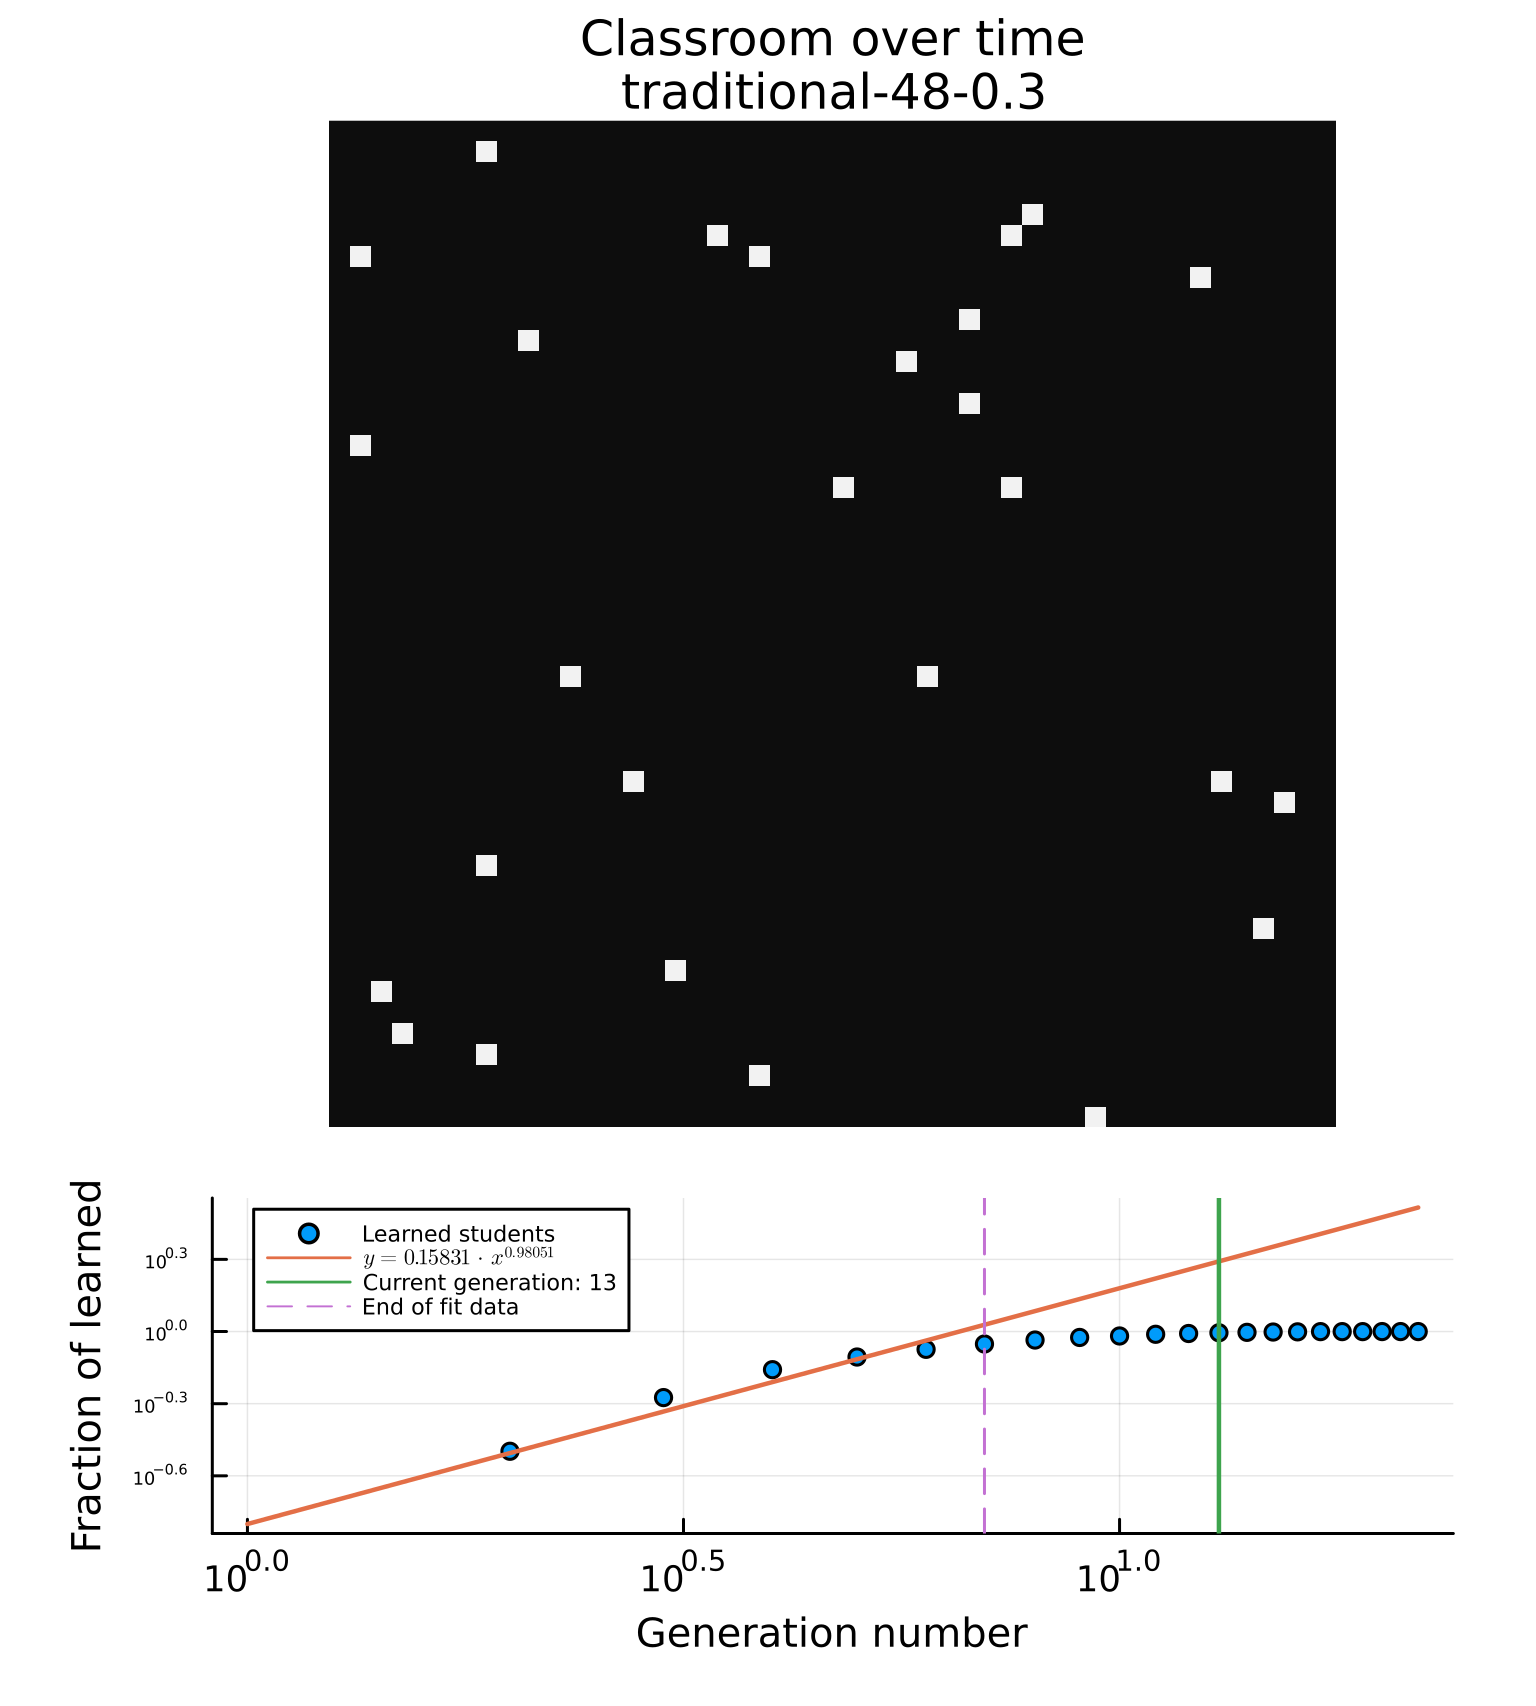 Classroom over time
traditional-48-0.3
Fraction of learned
10^0.3
10^0.0
10^−0.3
10^−0.6
Learned students
y = 0.15831 · x^0.98051
Current generation: 13
End of fit data
10^0.0 10^0.5 10^1.0
Generation number